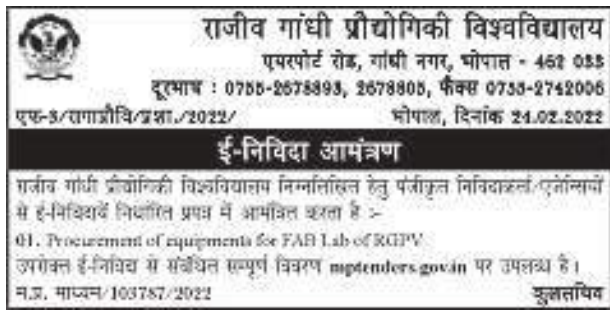 राजीव गांधी प्रौद्योगिकी विश्वविद्यालय
एयरपोर्ट रोड, गांधी नगर, भोपाल - 462 033
दूरभाष : 0755-2678893, 2678805, फैक्स 0755-2742006
एफ-3/रागाप्रौवि/प्रशा./2022/ भोपाल, दिनांक 24.02.2022
ई-निविदा आमंत्रण
राजीव गांधी प्रौद्योगिकी विश्वविद्यालय निम्नलिखित हेतु पंजीकृत निविदाकर्ता/एजेन्सियों
से ई-निविदायें निर्धारित प्रपत्र में आमंत्रित करता है :-
01. Procurement of equipments for FAB Lab of RGPV
उपरोक्त ई-निविदा से संबंधित सम्पूर्ण विवरण mptenders.gov.in पर उपलब्ध है।
म.प्र. माध्यम/103787/2022 कुलसचिव